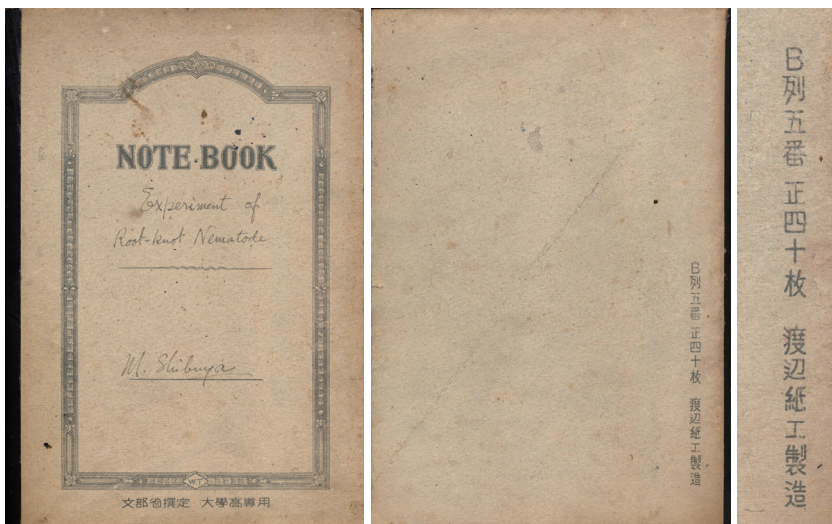 NOTE·BOOK
Experiment of
Root-knot Nematode
M. Shibuya
WT
文部省撰定 大學高專用
B列五番 正四十枚 渡辺紙工製造
B列五番 正四十枚 渡辺紙工製造